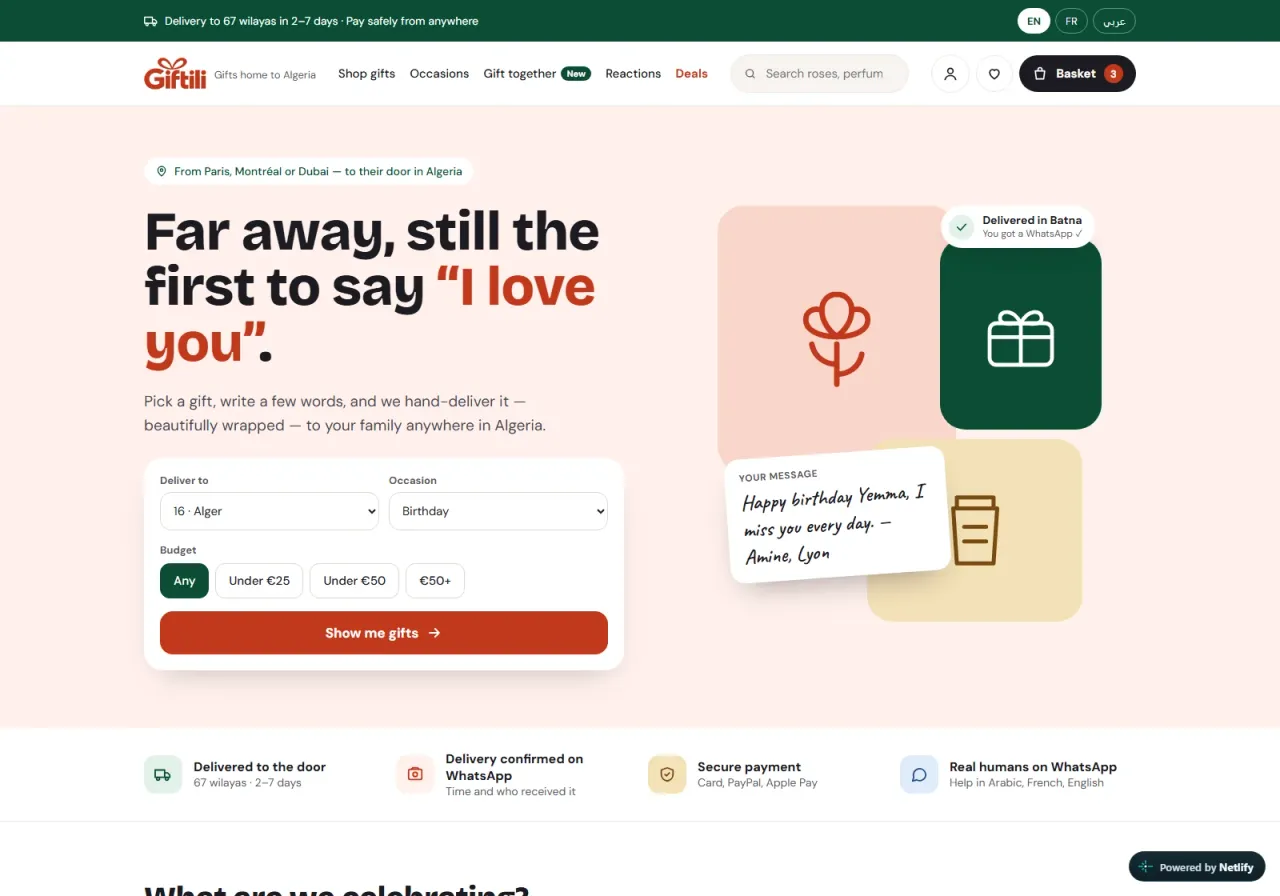 Delivery to 67 wilayas in 2–7 days · Pay safely from anywhere
EN
FR
عربي
Giftili
Gifts home to Algeria
Shop gifts
Occasions
Gift together New
Reactions
Deals
Search roses, perfum
Basket 3
From Paris, Montréal or Dubai — to their door in Algeria
Far away, still the
first to say “I love
you”.
Pick a gift, write a few words, and we hand-deliver it —
beautifully wrapped — to your family anywhere in Algeria.
Deliver to
Occasion
16 · Alger
Birthday
Budget
Any
Under €25
Under €50
€50+
Show me gifts →
Delivered in Batna
You got a WhatsApp ✓
YOUR MESSAGE
Happy birthday Yemma, I
miss you every day. —
Amine, Lyon
Delivered to the door
67 wilayas · 2–7 days
Delivery confirmed on
WhatsApp
Time and who received it
Secure payment
Card, PayPal, Apple Pay
Real humans on WhatsApp
Help in Arabic, French, English
What are we celebrating?
Powered by Netlify